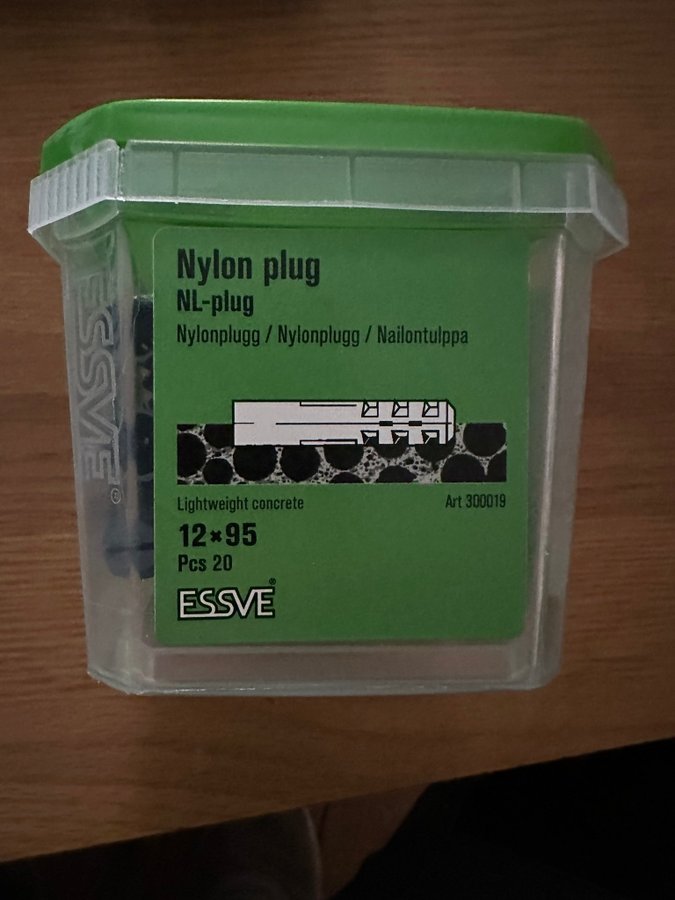 Nylon plug
NL-plug
Nylonplugg / Nylonplugg / Nailontulppa
Lightweight concrete
Art 300019
12×95
Pcs 20
ESSVE®
ESSVE®